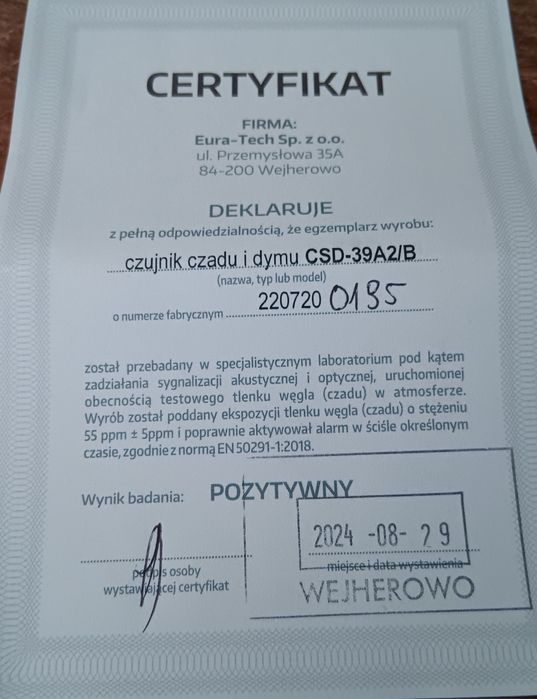 CERTYFIKAT
FIRMA:
Eura-Tech Sp. z o.o.
ul. Przemysłowa 35A
84-200 Wejherowo
DEKLARUJE
z pełną odpowiedzialnością, że egzemplarz wyrobu:
czujnik czadu i dymu CSD-39A2/B
(nazwa, typ lub model)
o numerze fabrycznym 220720 0195
został przebadany w specjalistycznym laboratorium pod kątem
zadziałania sygnalizacji akustycznej i optycznej, uruchomionej
obecnością testowego tlenku węgla (czadu) w atmosferze.
Wyrób został poddany ekspozycji tlenku węgla (czadu) o stężeniu
55 ppm ± 5ppm i poprawnie aktywował alarm w ściśle określonym
czasie, zgodnie z normą EN 50291-1:2018.
Wynik badania: POZYTYWNY
2024 -08- 29
podpis osoby
wystawiającej certyfikat
miejsce i data wystawienia
WEJHEROWO